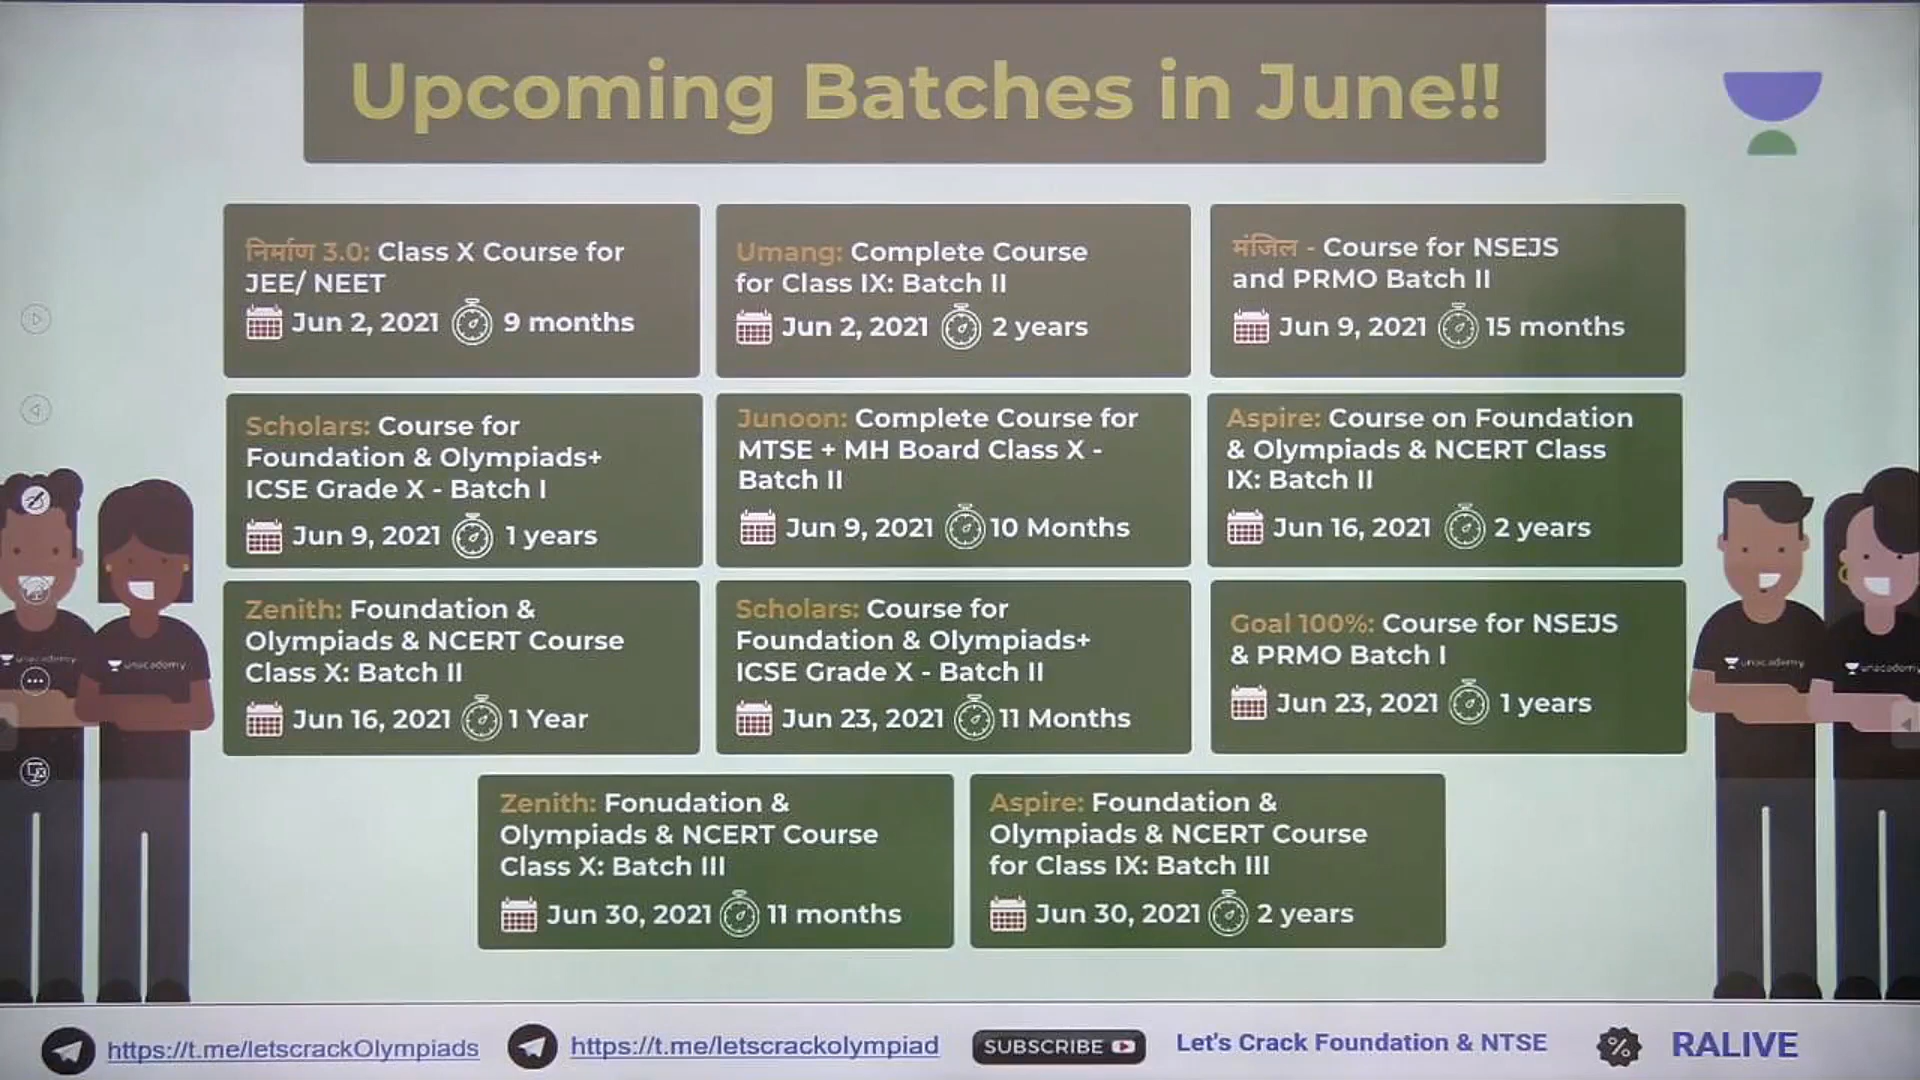 Upcoming Batches in June!!
निर्माण 3.0: Class X Course for
JEE/ NEET
Jun 2, 2021 9 months
Umang: Complete Course
for Class IX: Batch II
Jun 2, 2021 2 years
मंजिल - Course for NSEJS
and PRMO Batch II
Jun 9, 2021 15 months
Scholars: Course for
Foundation & Olympiads+
ICSE Grade X - Batch I
Jun 9, 2021 1 years
Junoon: Complete Course for
MTSE + MH Board Class X -
Batch II
Jun 9, 2021 10 Months
Aspire: Course on Foundation
& Olympiads & NCERT Class
IX: Batch II
Jun 16, 2021 2 years
Zenith: Foundation &
Olympiads & NCERT Course
Class X: Batch II
Jun 16, 2021 1 Year
Scholars: Course for
Foundation & Olympiads+
ICSE Grade X - Batch II
Jun 23, 2021 11 Months
Goal 100%: Course for NSEJS
& PRMO Batch I
Jun 23, 2021 1 years
Zenith: Fonudation &
Olympiads & NCERT Course
Class X: Batch III
Jun 30, 2021 11 months
Aspire: Foundation &
Olympiads & NCERT Course
for Class IX: Batch III
Jun 30, 2021 2 years
unacademy
unacademy
unacademy
unacademy
https://t.me/letscrackOlympiads
https://t.me/letscrackolympiad
SUBSCRIBE
Let's Crack Foundation & NTSE
%
RALIVE